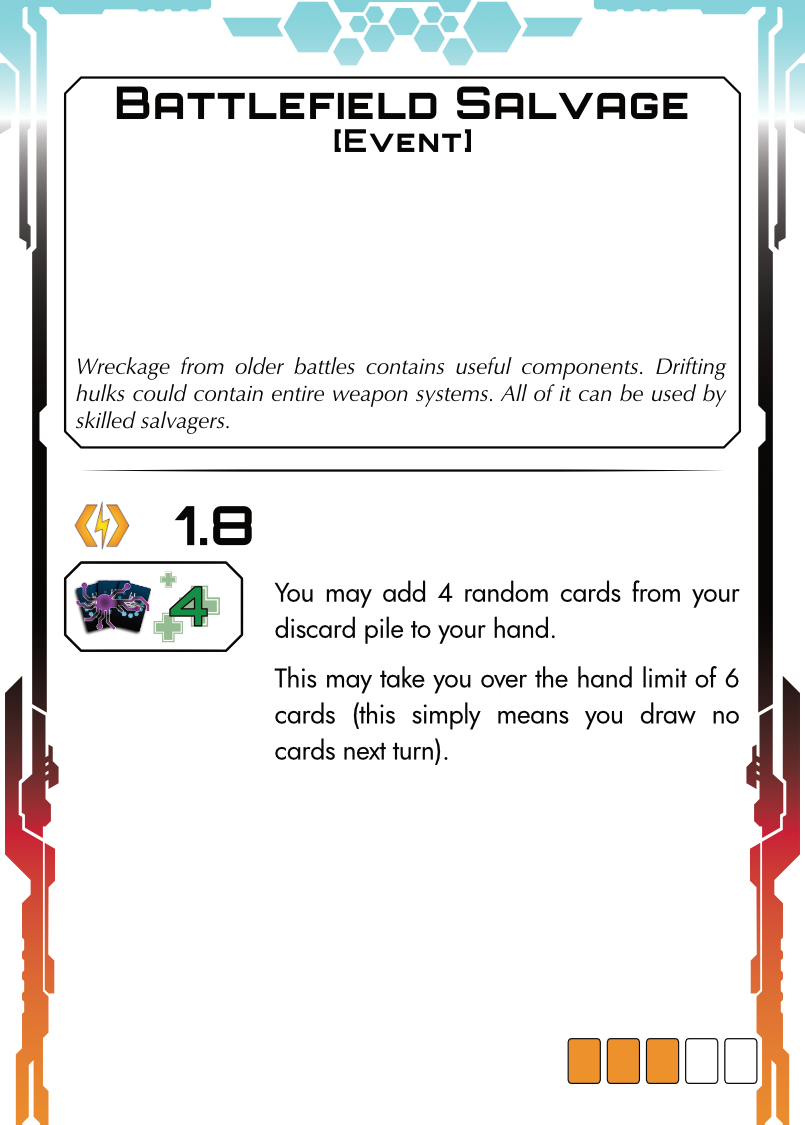 Battlefield Salvage
[Event]
Wreckage from older battles contains useful components. Drifting
hulks could contain entire weapon systems. All of it can be used by
skilled salvagers.
1.8
4
You may add 4 random cards from your
discard pile to your hand.
This may take you over the hand limit of 6
cards (this simply means you draw no
cards next turn).